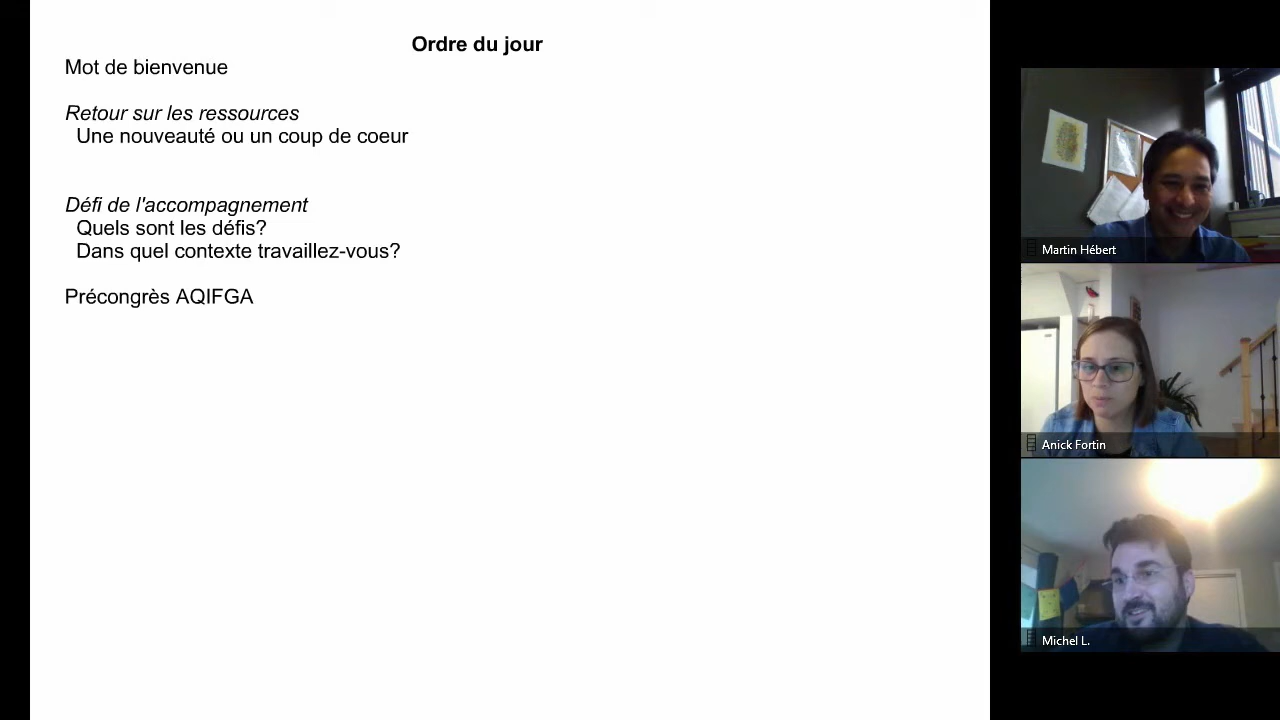 Ordre du jour
Mot de bienvenue
Retour sur les ressources
Une nouveauté ou un coup de coeur
Défi de l'accompagnement
Quels sont les défis?
Dans quel contexte travaillez-vous?
Précongrès AQIFGA
Martin Hébert
Anick Fortin
Michel L.